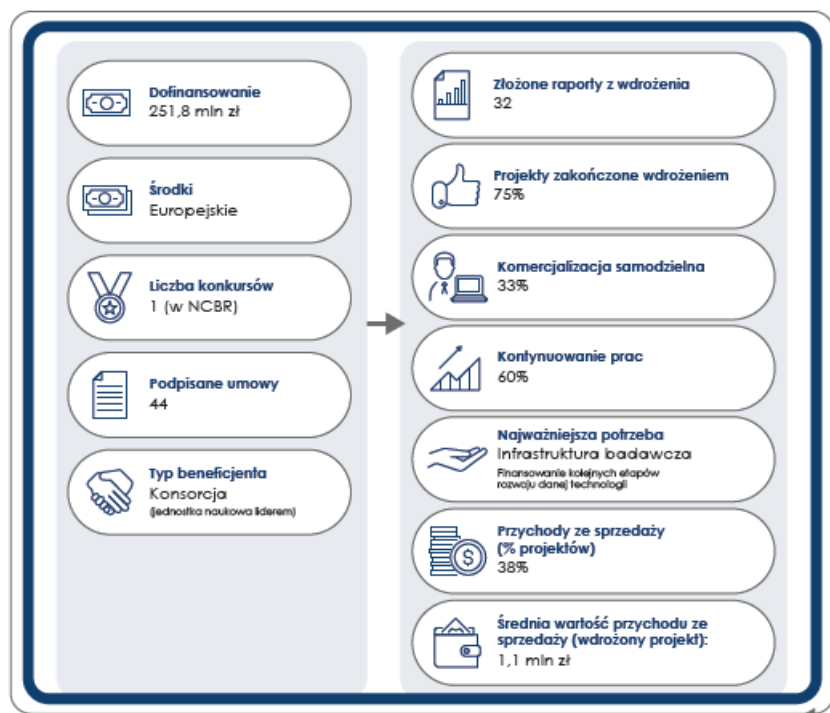 Dofinansowanie
251,8 mln zł
Środki
Europejskie
Liczba konkursów
1 (w NCBR)
Podpisane umowy
44
Typ beneficjenta
Konsorcja
(jednostka naukowa liderem)
Złożone raporty z wdrożenia
32
Projekty zakończone wdrożeniem
75%
Komercjalizacja samodzielna
33%
Kontynuowanie prac
60%
Najważniejsza potrzeba
Infrastruktura badawcza
Finansowanie kolejnych etapów
rozwoju danej technologii
Przychody ze sprzedaży
(% projektów)
38%
Średnia wartość przychodu ze
sprzedaży (wdrożony projekt):
1,1 mln zł